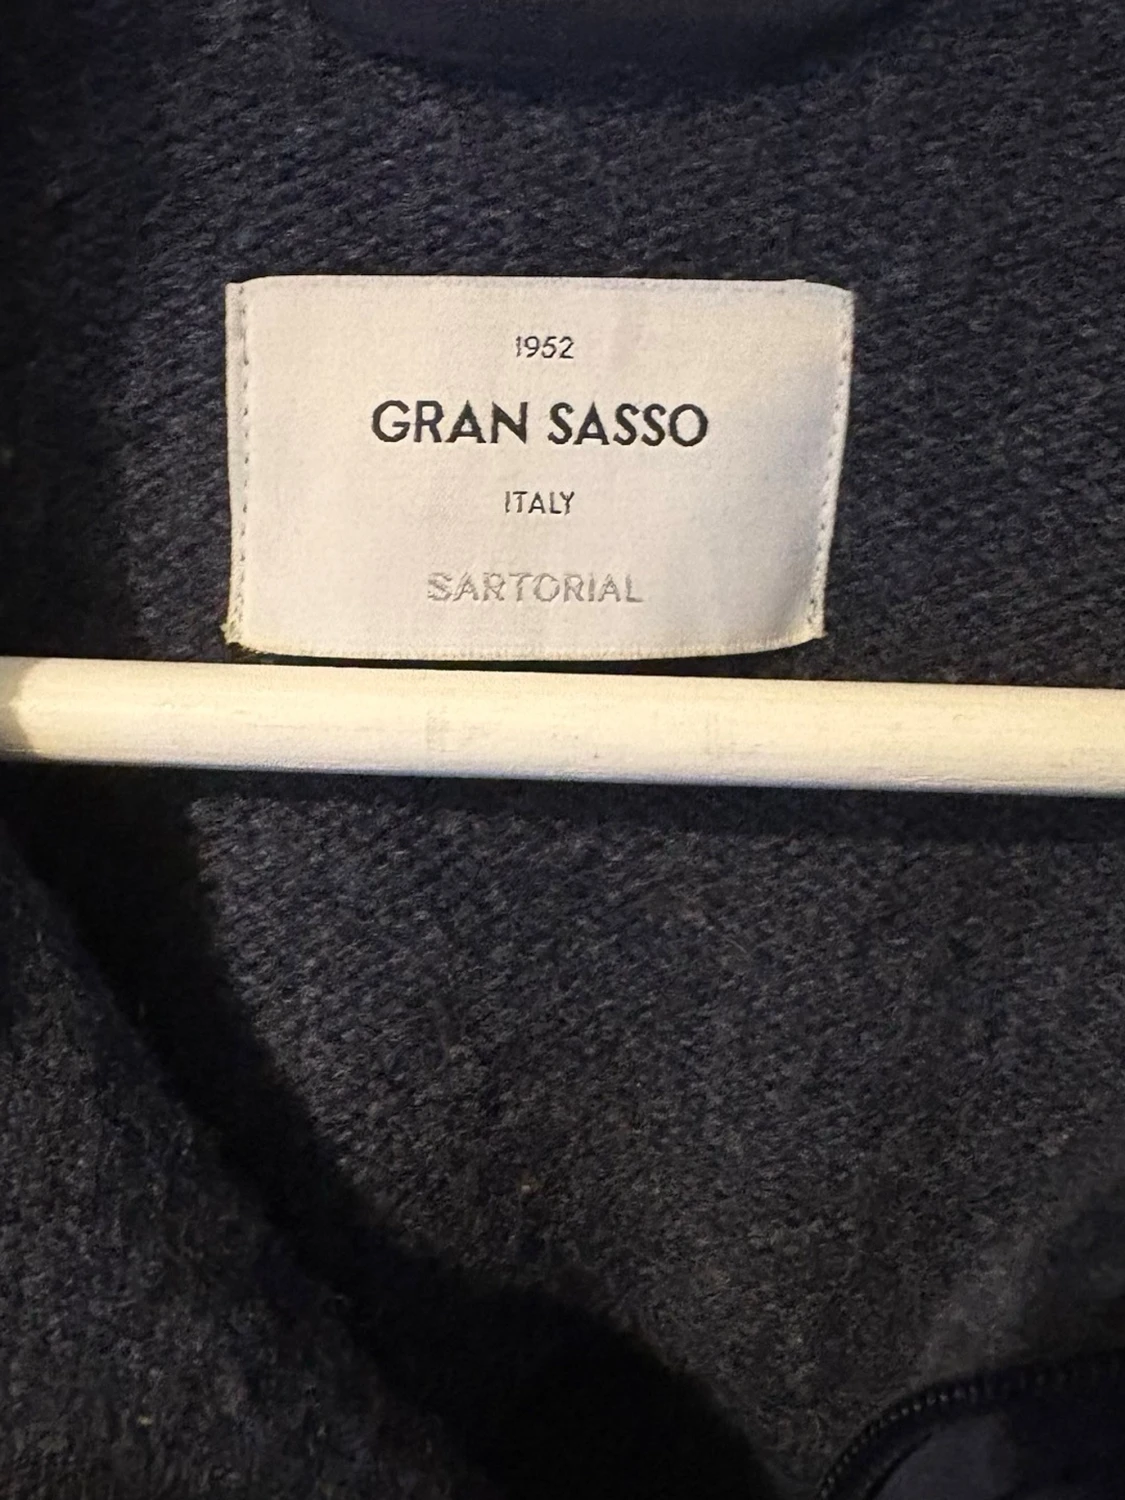 1952
GRAN SASSO
ITALY
SARTORIAL